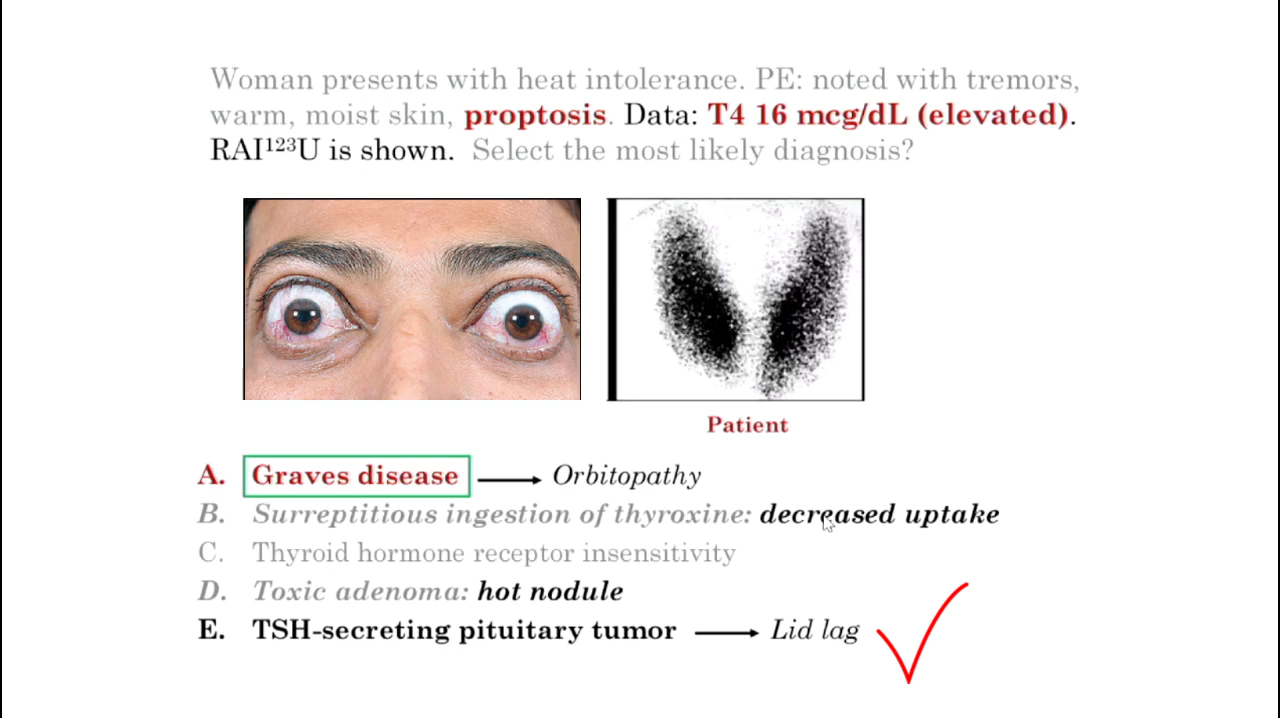 Woman presents with heat intolerance. PE: noted with tremors,
warm, moist skin, proptosis. Data: T4 16 mcg/dL (elevated).
RAI¹²³U is shown. Select the most likely diagnosis?
Patient
A. Graves disease → Orbitopathy
B. Surreptitious ingestion of thyroxine: decreased uptake
C. Thyroid hormone receptor insensitivity
D. Toxic adenoma: hot nodule
E. TSH-secreting pituitary tumor → Lid lag